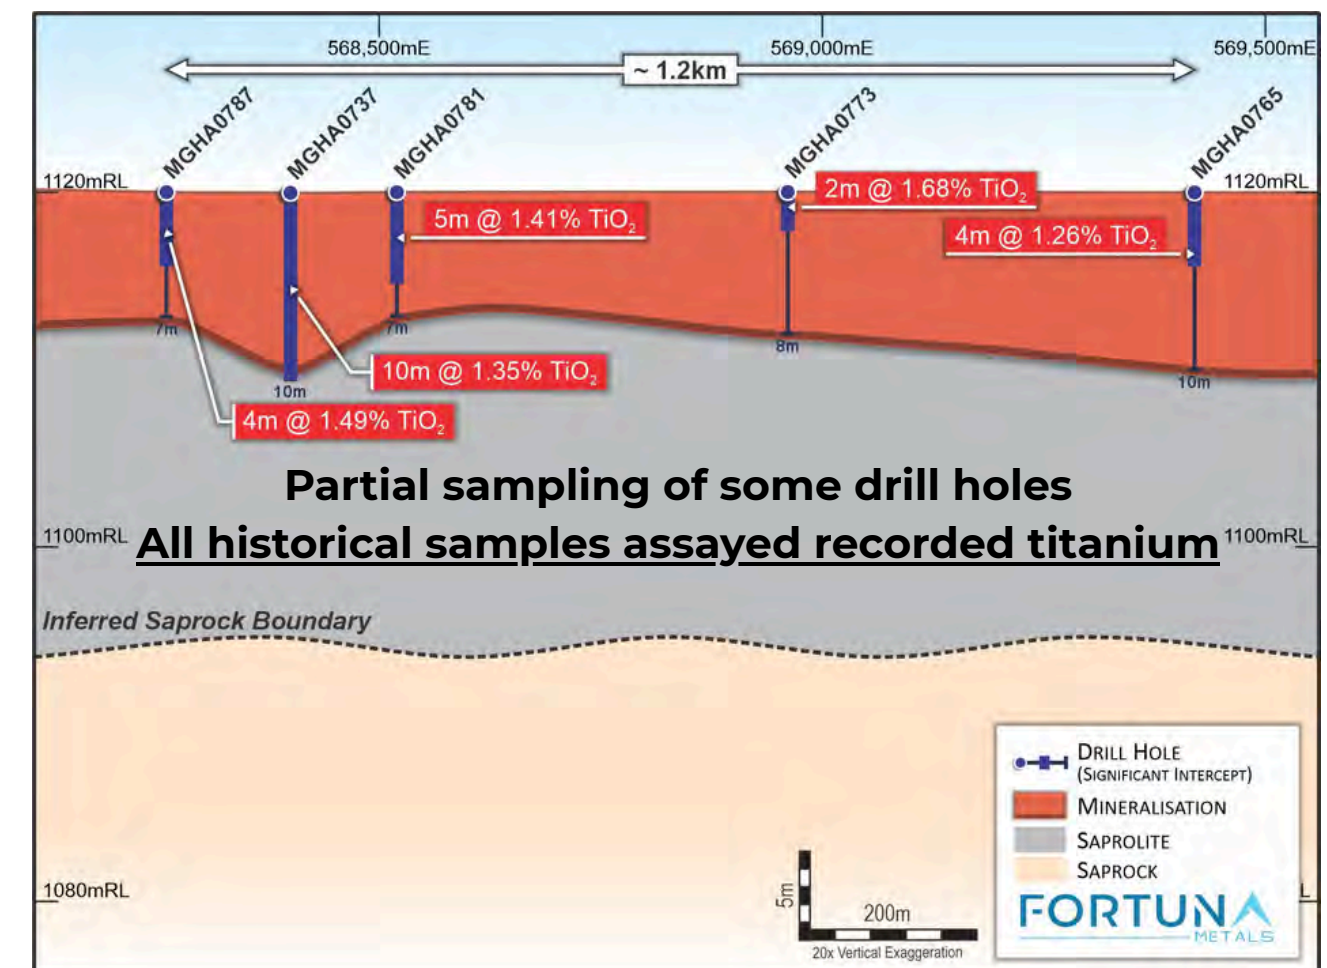 568,500mE
569,000mE
569,500mE
~ 1.2km
MGHA0787
MGHA0737
MGHA0781
MGHA0773
MGHA0765
1120mRL
1120mRL
2m @ 1.68% TiO₂
5m @ 1.41% TiO₂
4m @ 1.26% TiO₂
7m
7m
8m
10m @ 1.35% TiO₂
10m
10m
4m @ 1.49% TiO₂
Partial sampling of some drill holes
1100mRL
All historical samples assayed recorded titanium
1100mRL
Inferred Saprock Boundary
DRILL HOLE
(SIGNIFICANT INTERCEPT)
MINERALISATION
SAPROLITE
SAPROCK
1080mRL
L
5m
200m
20x Vertical Exaggeration
FORTUNA
METALS